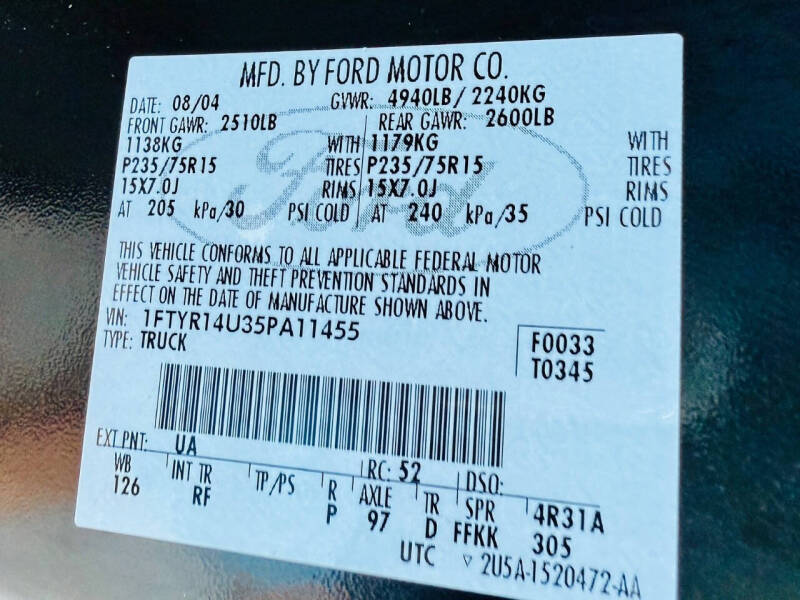 MFD. BY FORD MOTOR CO.
DATE: 08/04 GVWR: 4940LB/ 2240KG
FRONT GAWR: 2510LB REAR GAWR: 2600LB
1138KG WITH 1179KG WITH
P235/75R15 TIRES P235/75R15 TIRES
15X7.0J RIMS 15X7.0J RIMS
AT 205 kPa/30 PSI COLD AT 240 kPa/35 PSI COLD
Ford
THIS VEHICLE CONFORMS TO ALL APPLICABLE FEDERAL MOTOR
VEHICLE SAFETY AND THEFT PREVENTION STANDARDS IN
EFFECT ON THE DATE OF MANUFACTURE SHOWN ABOVE.
VIN: 1FTYR14U35PA11455
TYPE: TRUCK
F0033
T0345
EXT PNT: UA RC: 52 DSO:
WB INT TR TP/PS R AXLE TR SPR 4R31A
126 RF P 97 D FFKK 305
UTC ▽ 2U5A-1520472-AA